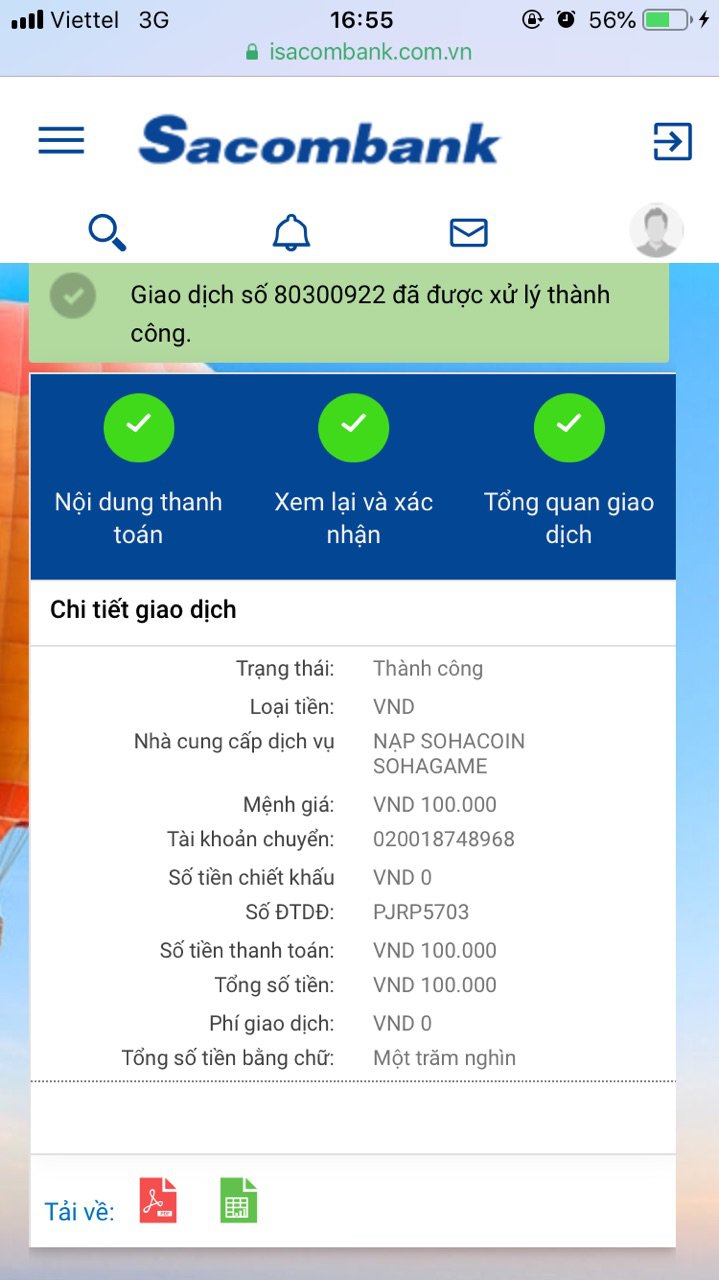 Viettel 3G 16:55 56%
isacombank.com.vn
Sacombank
Giao dịch số 80300922 đã được xử lý thành
công.
Nội dung thanh
toán
Xem lại và xác
nhận
Tổng quan giao
dịch
Chi tiết giao dịch
Trạng thái: Thành công
Loại tiền: VND
Nhà cung cấp dịch vụ NẠP SOHACOIN
SOHAGAME
Mệnh giá: VND 100.000
Tài khoản chuyển: 020018748968
Số tiền chiết khấu VND 0
Số ĐTDĐ: PJRP5703
Số tiền thanh toán: VND 100.000
Tổng số tiền: VND 100.000
Phí giao dịch: VND 0
Tổng số tiền bằng chữ: Một trăm nghìn
Tải về: PDF